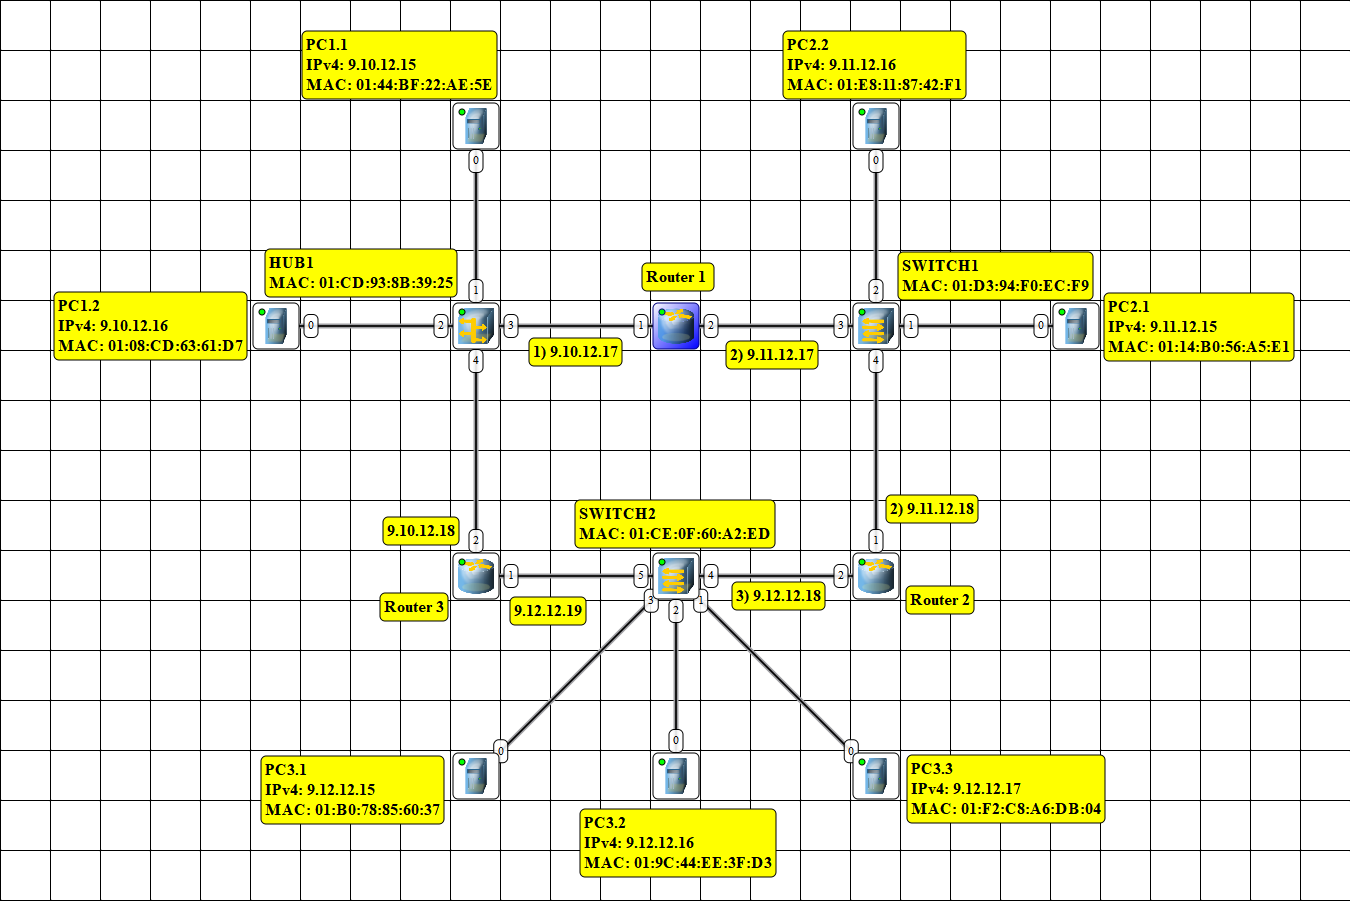 PC1.1
IPv4: 9.10.12.15
MAC: 01:44:BF:22:AE:5E
PC2.2
IPv4: 9.11.12.16
MAC: 01:E8:11:87:42:F1
0
0
HUB1
MAC: 01:CD:93:8B:39:25
Router 1
SWITCH1
MAC: 01:D3:94:F0:EC:F9
PC1.2
IPv4: 9.10.12.16
MAC: 01:08:CD:63:61:D7
PC2.1
IPv4: 9.11.12.15
MAC: 01:14:B0:56:A5:E1
1
2
0
2
3
1
2
3
1
0
1) 9.10.12.17
2) 9.11.12.17
4
4
SWITCH2
MAC: 01:CE:0F:60:A2:ED
2) 9.11.12.18
9.10.12.18
2
1
1
5
4
2
3
2
1
Router 3
9.12.12.19
3) 9.12.12.18
Router 2
0
0
0
PC3.1
IPv4: 9.12.12.15
MAC: 01:B0:78:85:60:37
PC3.2
IPv4: 9.12.12.16
MAC: 01:9C:44:EE:3F:D3
PC3.3
IPv4: 9.12.12.17
MAC: 01:F2:C8:A6:DB:04